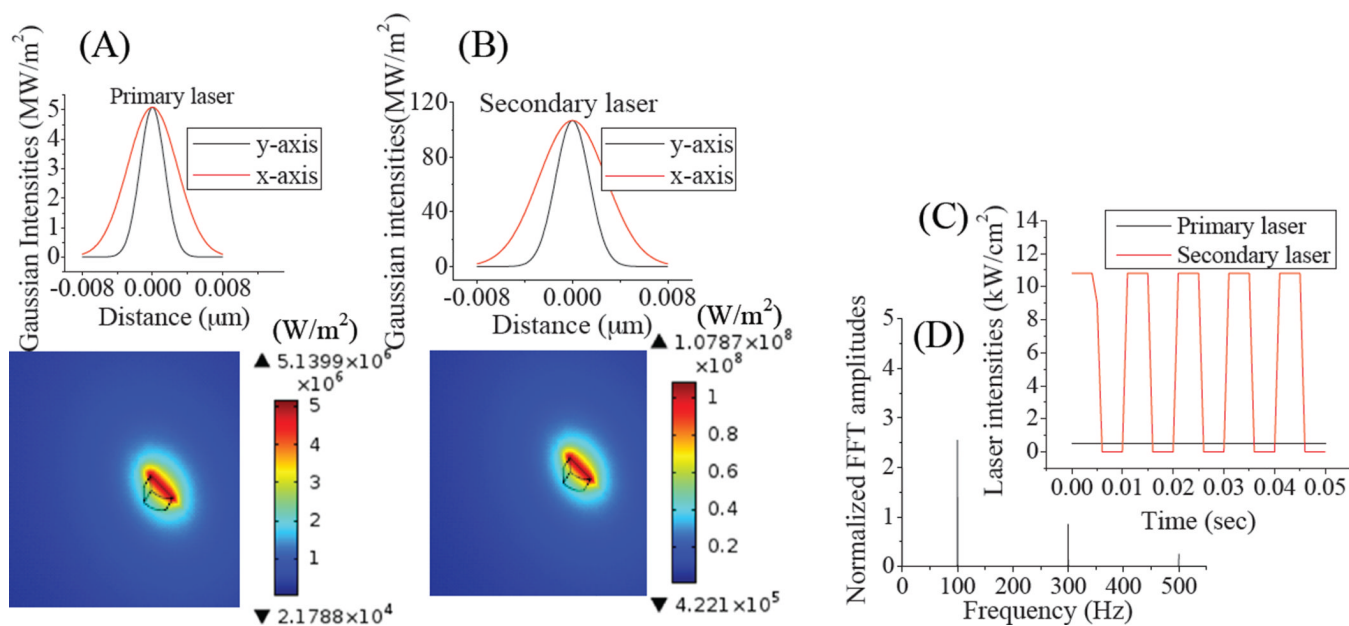 (A)
Gaussian Intensities (MW/m²)
Primary laser
5
4
3
2
1
0
y-axis
x-axis
-0.008 0.000 0.008
Distance (μm)
(W/m²)
▲ 5.1399×10⁶
×10⁶
5
4
3
2
1
▼ 2.1788×10⁴
(B)
Gaussian intensities(MW/m²)
Secondary laser
120
80
40
0
y-axis
x-axis
-0.008 0.000 0.008
Distance (μm)
(W/m²)
▲ 1.0787×10⁸
×10⁸
1
0.8
0.6
0.4
0.2
▼ 4.221×10⁵
(C)
Laser intensities (kW/cm²)
14
12
10
8
6
4
2
0
Primary laser
Secondary laser
0.00 0.01 0.02 0.03 0.04 0.05
Time (sec)
(D)
Normalized FFT amplitudes
5
4
3
2
1
0
0 100 200 300 400 500
Frequency (Hz)